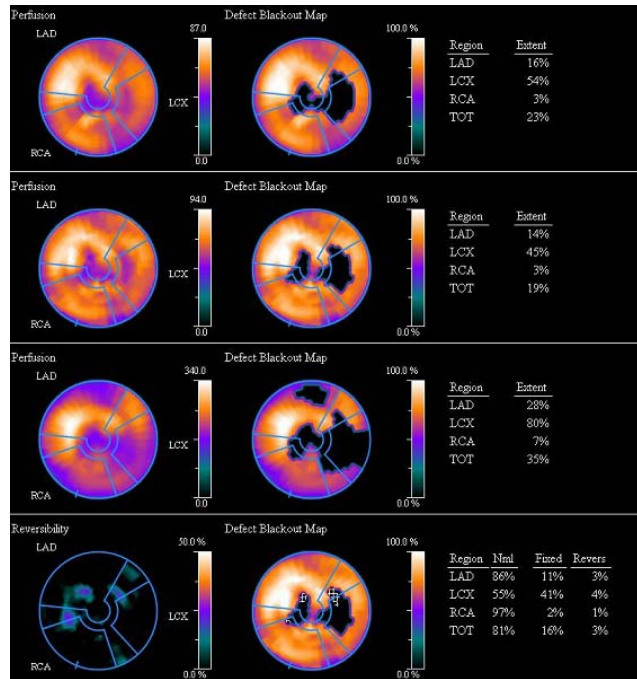 Perfusion
LAD
87.0
Defect Blackout Map
100.0 %
LCX
RCA
0.0
0.0 %
Region Extent
LAD 16%
LCX 54%
RCA 3%
TOT 23%
Perfusion
LAD
94.0
Defect Blackout Map
100.0 %
LCX
RCA
0.0
0.0 %
Region Extent
LAD 14%
LCX 45%
RCA 3%
TOT 19%
Perfusion
LAD
340.0
Defect Blackout Map
100.0 %
LCX
RCA
0.0
0.0 %
Region Extent
LAD 28%
LCX 80%
RCA 7%
TOT 35%
Reversibility
LAD
50.0 %
Defect Blackout Map
100.0 %
LCX
RCA
0.0 %
0.0 %
Region Nml Fixed Revers
LAD 86% 11% 3%
LCX 55% 41% 4%
RCA 97% 2% 1%
TOT 81% 16% 3%